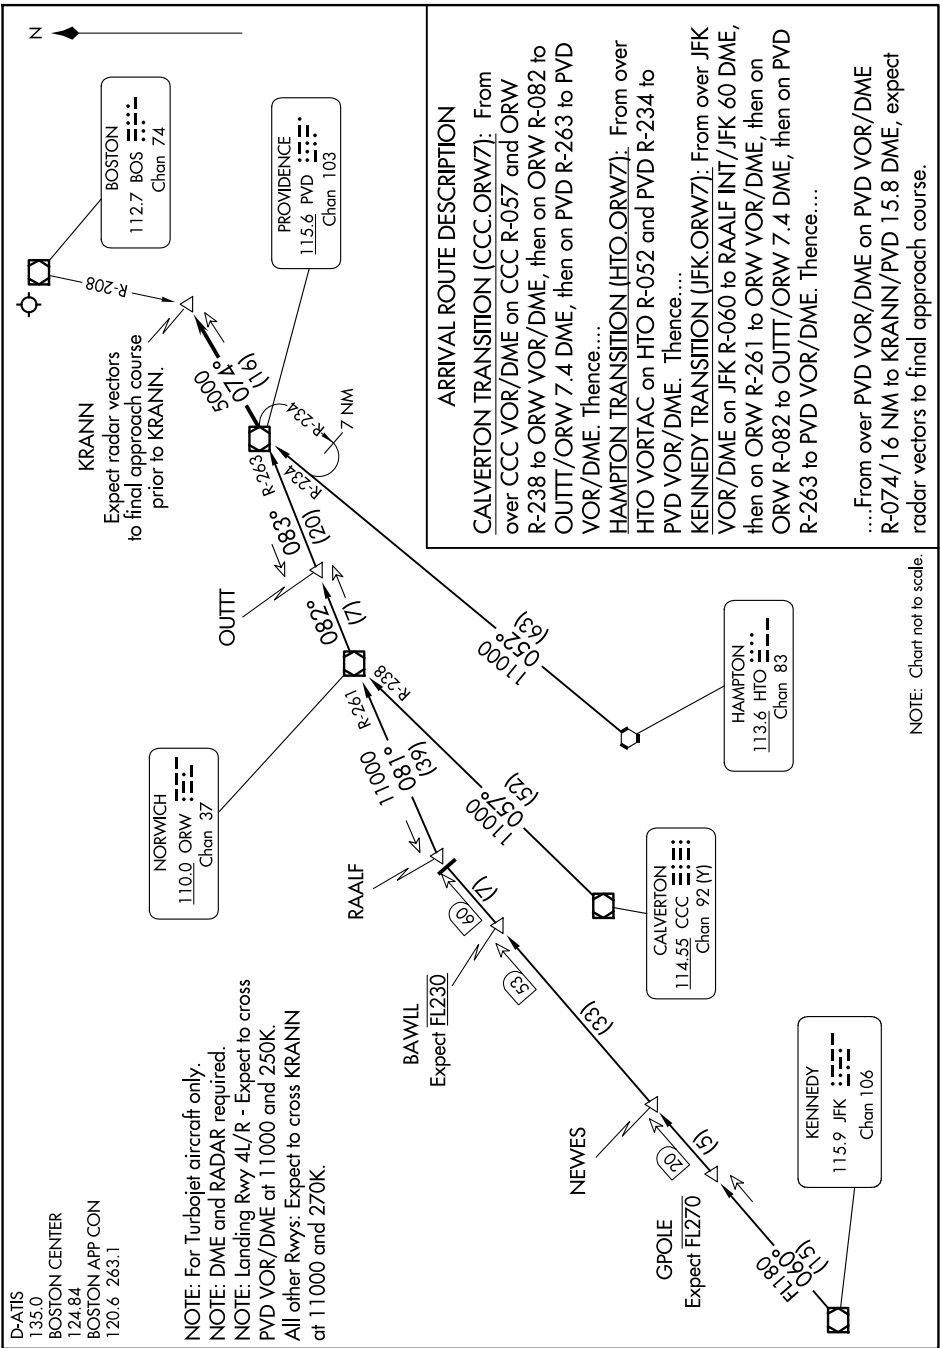 D-ATIS
135.0
BOSTON CENTER
124.84
BOSTON APP CON
120.6 263.1
NOTE: For Turbojet aircraft only.
NOTE: DME and RADAR required.
NOTE: Landing Rwy 4L/R - Expect to cross
PVD VOR/DME at 11000 and 250K.
All other Rwys: Expect to cross KRANN
at 11000 and 270K.
N
BOSTON
112.7 BOS
Chan 74
R-208
KRANN
Expect radar vectors
to final approach course
prior to KRANN.
PROVIDENCE
115.6 PVD
Chan 103
5000
074°
(16)
R-234
7 NM
R-263
R-234
083°
(20)
OUTTT
082°
(7)
NORWICH
110.0 ORW
Chan 37
R-261
R-238
11000
081°
(39)
11000
052°
(63)
11000
057°
(52)
HAMPTON
113.6 HTO
Chan 83
RAALF
60
(7)
BAWLL
Expect FL230
53
(33)
CALVERTON
114.55 CCC
Chan 92 (Y)
NEWES
20
(5)
GPOLE
Expect FL270
FL180
060°
(15)
KENNEDY
115.9 JFK
Chan 106
ARRIVAL ROUTE DESCRIPTION
CALVERTON TRANSITION (CCC.ORW7): From
over CCC VOR/DME on CCC R-057 and ORW
R-238 to ORW VOR/DME, then on ORW R-082 to
OUTTT/ORW 7.4 DME, then on PVD R-263 to PVD
VOR/DME. Thence....
HAMPTON TRANSITION (HTO.ORW7): From over
HTO VORTAC on HTO R-052 and PVD R-234 to
PVD VOR/DME. Thence....
KENNEDY TRANSITION (JFK.ORW7): From over JFK
VOR/DME on JFK R-060 to RAALF INT/JFK 60 DME,
then on ORW R-261 to ORW VOR/DME, then on
ORW R-082 to OUTTT/ORW 7.4 DME, then on PVD
R-263 to PVD VOR/DME. Thence....
....From over PVD VOR/DME on PVD VOR/DME
R-074/16 NM to KRANN/PVD 15.8 DME, expect
radar vectors to final approach course.
NOTE: Chart not to scale.